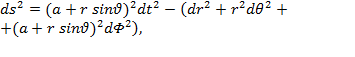 ds² = (a + r sinϑ)²dt² − (dr² + r²dθ² +
+(a + r sinϑ)²dΦ²),